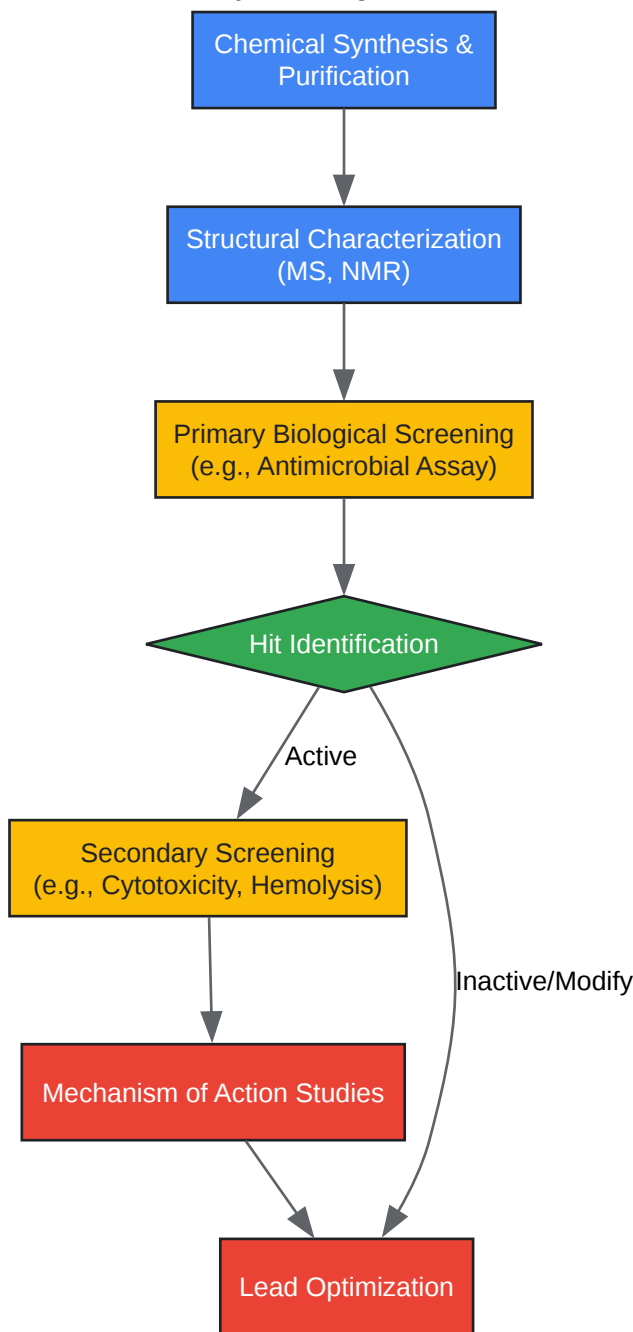 Chemical Synthesis &
Purification
Structural Characterization
(MS, NMR)
Primary Biological Screening
(e.g., Antimicrobial Assay)
Hit Identification
Active
Secondary Screening
(e.g., Cytotoxicity, Hemolysis)
Inactive/Modify
Mechanism of Action Studies
Lead Optimization